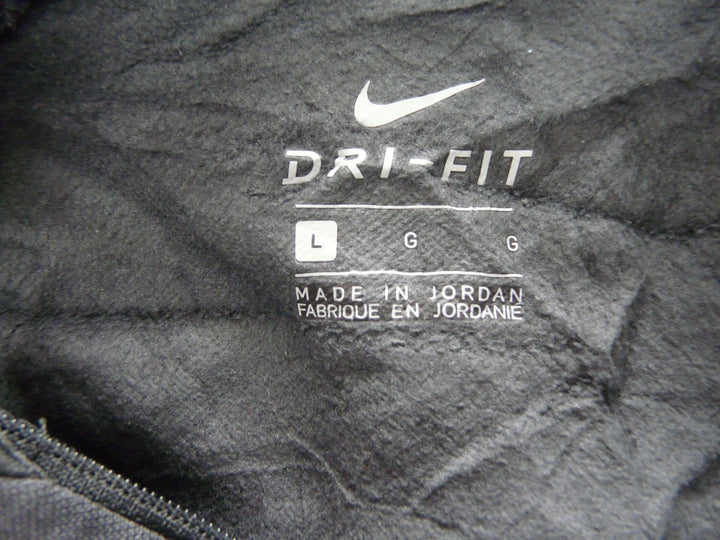 DRI-FIT
L G G
MADE IN JORDAN
FABRIQUE EN JORDANIE